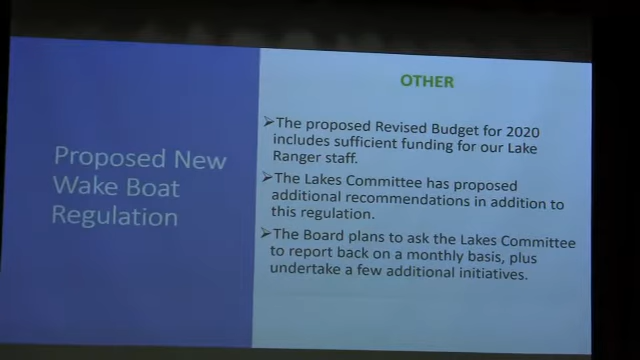 Proposed New
Wake Boat
Regulation
OTHER
➢The proposed Revised Budget for 2020
includes sufficient funding for our Lake
Ranger staff.
➢The Lakes Committee has proposed
additional recommendations in addition to
this regulation.
➢The Board plans to ask the Lakes Committee
to report back on a monthly basis, plus
undertake a few additional initiatives.